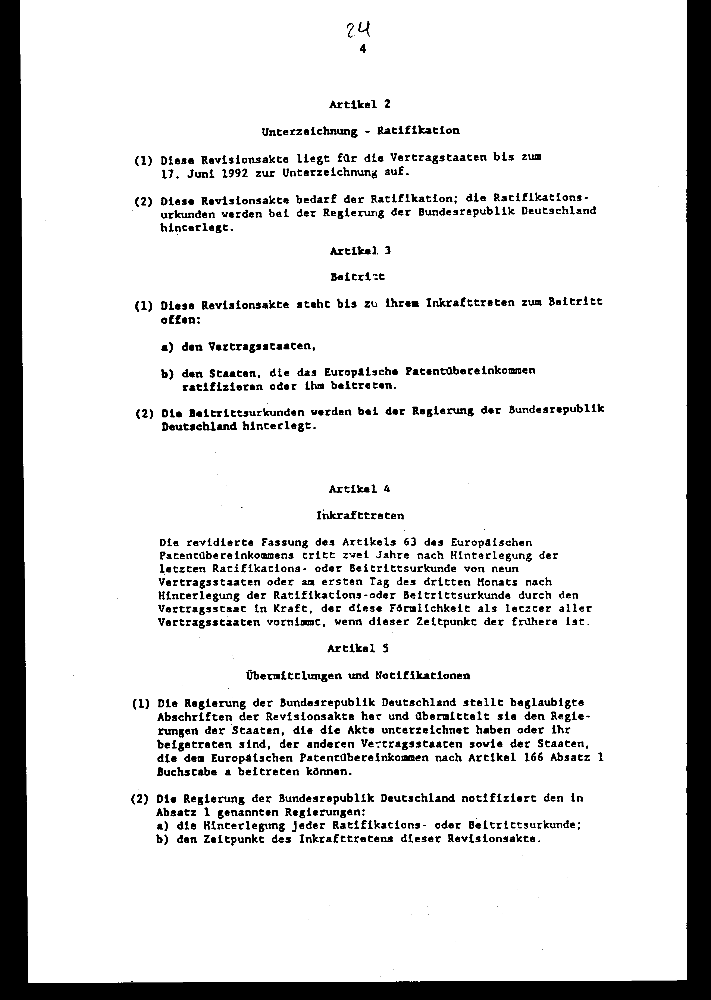 24
4
Artikel 2
Unterzeichnung - Ratifikation
(1) Diese Revisionsakte liegt für die Vertragstaaten bis zum
17. Juni 1992 zur Unterzeichnung auf.
(2) Diese Revisionsakte bedarf der Ratifikation; die Ratifikations-
urkunden werden bei der Regierung der Bundesrepublik Deutschland
hinterlegt.
Artikel 3
Beitritt
(1) Diese Revisionsakte steht bis zu ihrem Inkrafttreten zum Beitritt
offen:
a) den Vertragsstaaten,
b) den Staaten, die das Europäische Patentübereinkommen
ratifizieren oder ihm beitreten.
(2) Die Beitrittsurkunden werden bei der Regierung der Bundesrepublik
Deutschland hinterlegt.
Artikel 4
Inkrafttreten
Die revidierte Fassung des Artikels 63 des Europäischen
Patentübereinkommens tritt zwei Jahre nach Hinterlegung der
letzten Ratifikations- oder Beitrittsurkunde von neun
Vertragsstaaten oder am ersten Tag des dritten Monats nach
Hinterlegung der Ratifikations-oder Beitrittsurkunde durch den
Vertragsstaat in Kraft, der diese Förmlichkeit als letzter aller
Vertragsstaaten vornimmt, wenn dieser Zeitpunkt der frühere ist.
Artikel 5
Übermittlungen und Notifikationen
(1) Die Regierung der Bundesrepublik Deutschland stellt beglaubigte
Abschriften der Revisionsakte her und übermittelt sie den Regie-
rungen der Staaten, die die Akte unterzeichnet haben oder ihr
beigetreten sind, der anderen Vertragsstaaten sowie der Staaten,
die dem Europäischen Patentübereinkommen nach Artikel 166 Absatz 1
Buchstabe a beitreten können.
(2) Die Regierung der Bundesrepublik Deutschland notifiziert den in
Absatz 1 genannten Regierungen:
a) die Hinterlegung jeder Ratifikations- oder Beitrittsurkunde;
b) den Zeitpunkt des Inkrafttretens dieser Revisionsakte.